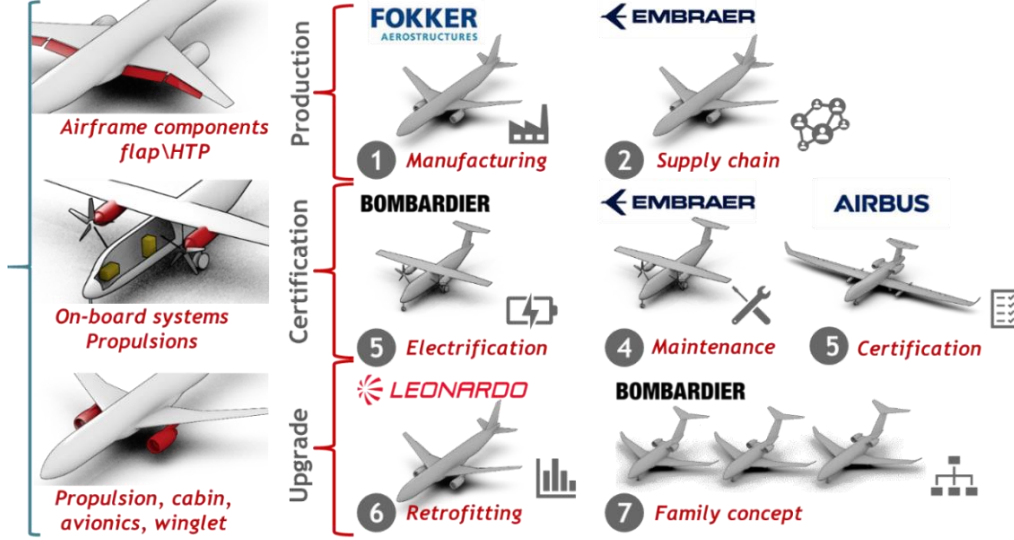 FOKKER
AEROSTRUCTURES
EMBRAER
Airframe components
flap\HTP
Production
1 Manufacturing
2 Supply chain
BOMBARDIER
EMBRAER
AIRBUS
On-board systems
Propulsions
Certification
5 Electrification
4 Maintenance
5 Certification
LEONARDO
BOMBARDIER
Propulsion, cabin,
avionics, winglet
Upgrade
6 Retrofitting
7 Family concept